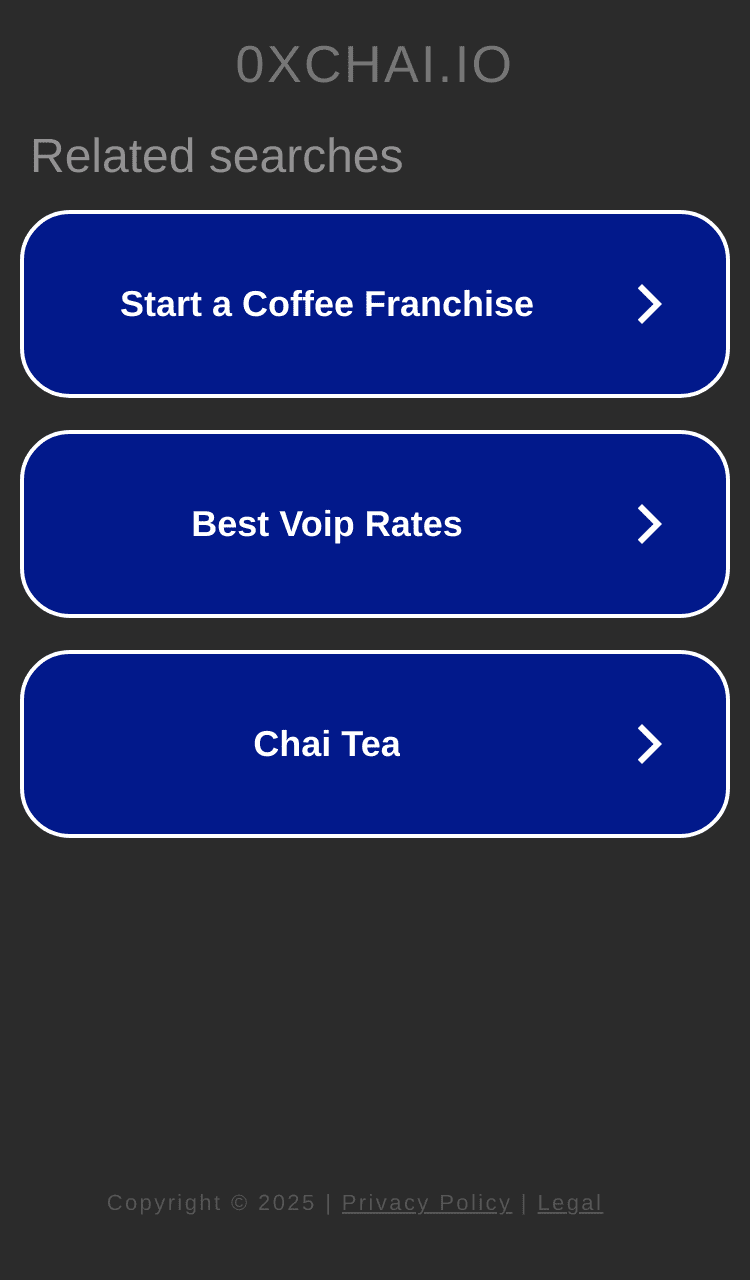 0XCHAI.IO
Related searches
Start a Coffee Franchise
Best Voip Rates
Chai Tea
Copyright © 2025 | Privacy Policy | Legal